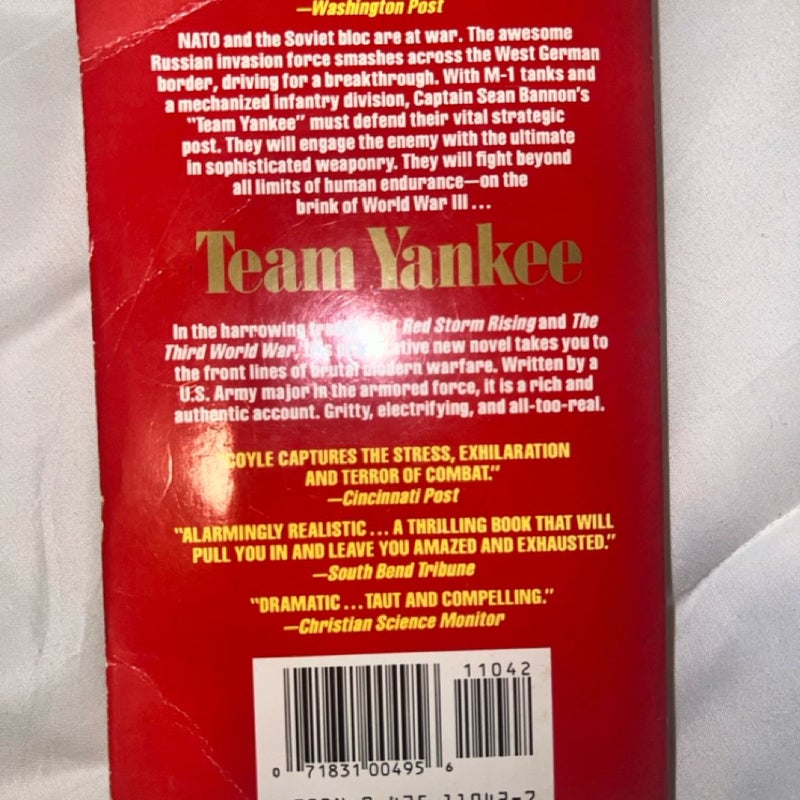 —Washington Post
NATO and the Soviet bloc are at war. The awesome
Russian invasion force smashes across the West German
border, driving for a breakthrough. With M-1 tanks and
a mechanized infantry division, Captain Sean Bannon's
"Team Yankee" must defend their vital strategic
post. They will engage the enemy with the ultimate
in sophisticated weaponry. They will fight beyond
all limits of human endurance—on the
brink of World War III...
Team Yankee
In the harrowing of Red Storm Rising and The
Third World War, new novel takes you to
the front lines of brutal modern warfare. Written by a
U.S. Army major in the armored force, it is a rich and
authentic account. Gritty, electrifying, and all-too-real.
COYLE CAPTURES THE STRESS, EXHILARATION
AND TERROR OF COMBAT."
—Cincinnati Post
"ALARMINGLY REALISTIC... A THRILLING BOOK THAT WILL
PULL YOU IN AND LEAVE YOU AMAZED AND EXHAUSTED."
—South Bend Tribune
"DRAMATIC...TAUT AND COMPELLING."
—Christian Science Monitor
11042
0 71831 00495 6